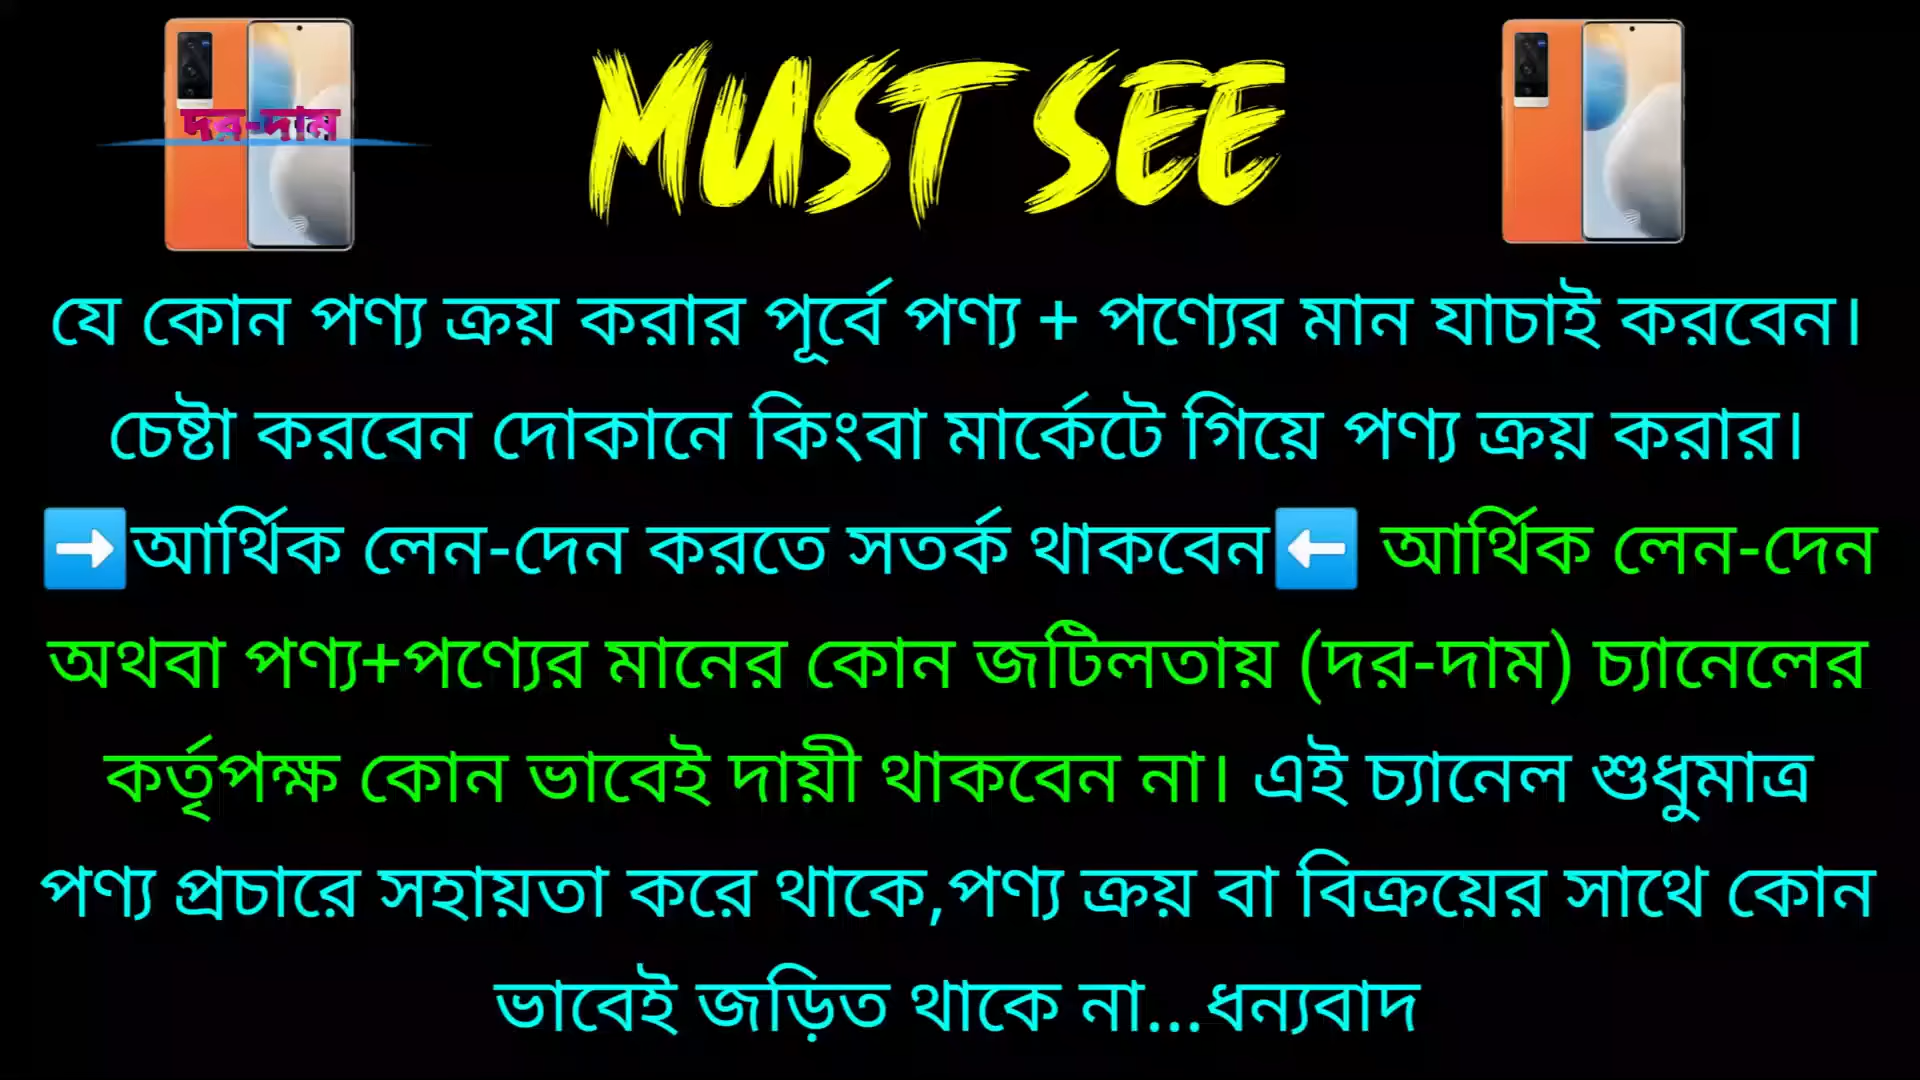 দর-দাম
MUST SEE
যে কোন পণ্য ক্রয় করার পূর্বে পণ্য + পণ্যের মান যাচাই করবেন।
চেষ্টা করবেন দোকানে কিংবা মার্কেটে গিয়ে পণ্য ক্রয় করার।
➡আর্থিক লেন-দেন করতে সতর্ক থাকবেন⬅ আর্থিক লেন-দেন
অথবা পণ্য+পণ্যের মানের কোন জটিলতায় (দর-দাম) চ্যানেলের
কর্তৃপক্ষ কোন ভাবেই দায়ী থাকবেন না। এই চ্যানেল শুধুমাত্র
পণ্য প্রচারে সহায়তা করে থাকে,পণ্য ক্রয় বা বিক্রয়ের সাথে কোন
ভাবেই জড়িত থাকে না...ধন্যবাদ